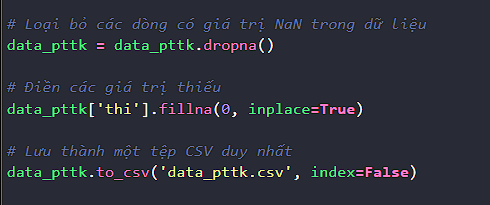 # Loại bỏ các dòng có giá trị NaN trong dữ liệu
data_pttk = data_pttk.dropna()
# Điền các giá trị thiếu
data_pttk['thi'].fillna(0, inplace=True)
# Lưu thành một tệp CSV duy nhất
data_pttk.to_csv('data_pttk.csv', index=False)